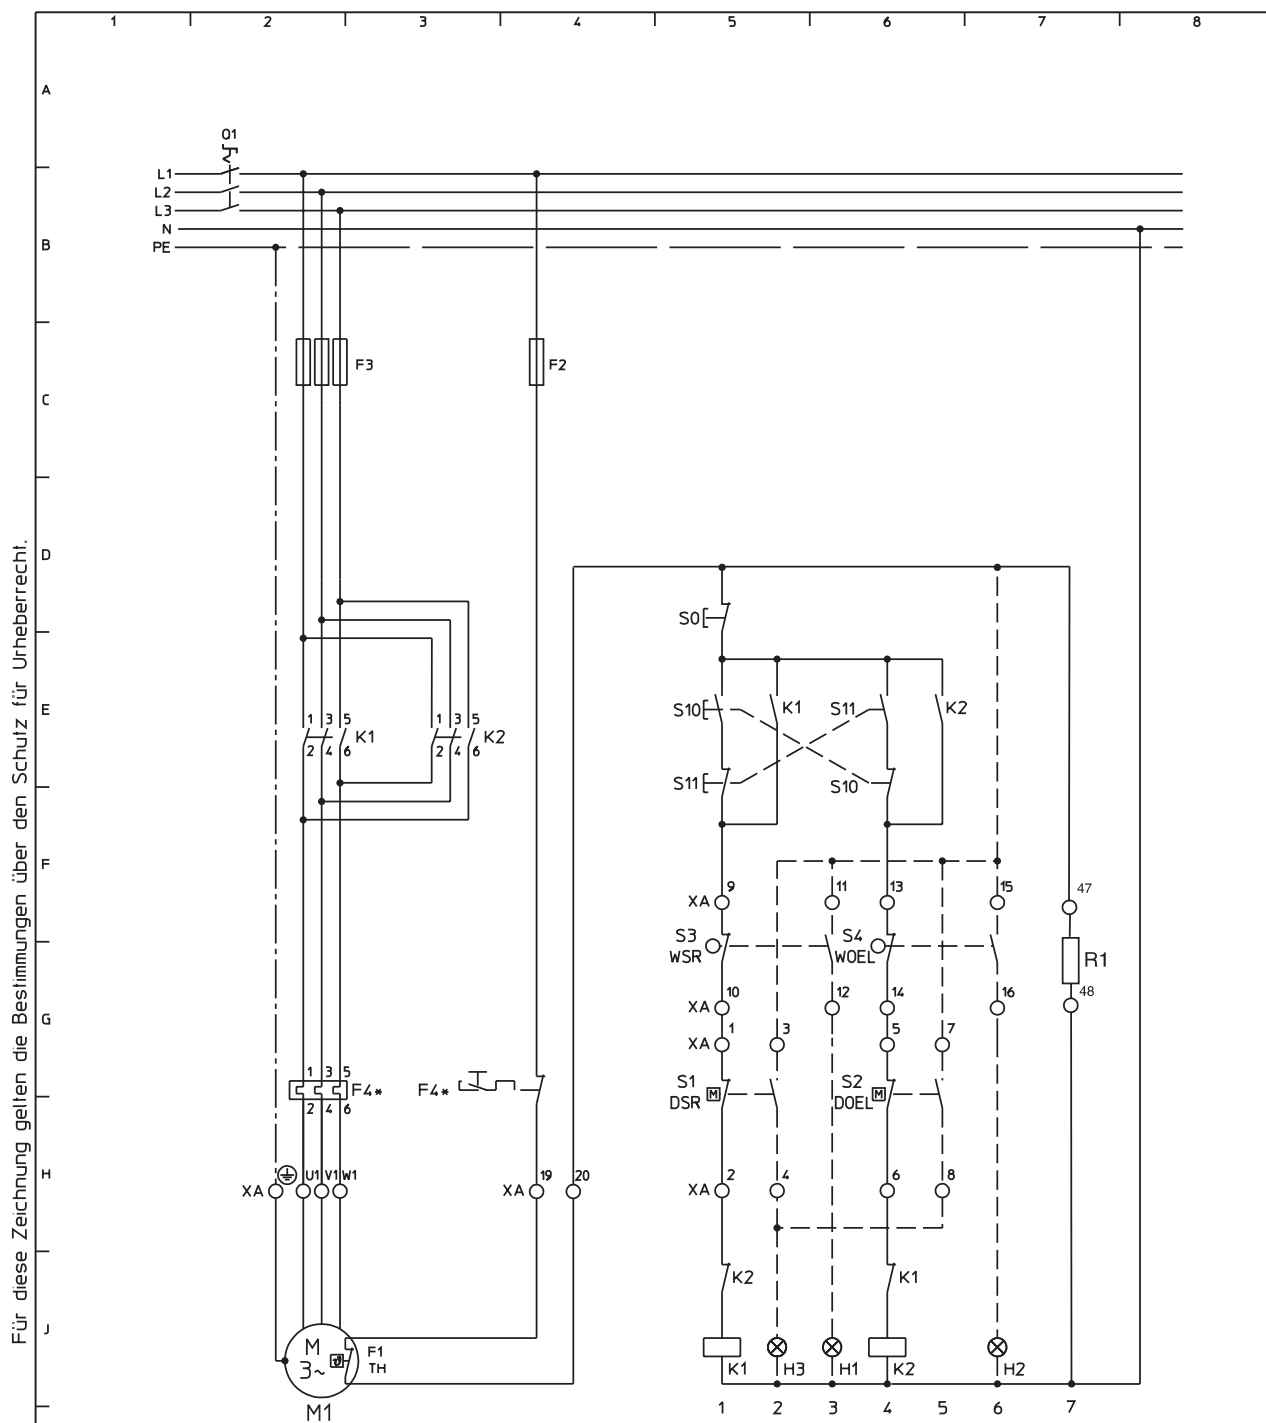 1 2 3 4 5 6 7 8
A
Q1
L1
L2
L3
N
B PE
F3 F2
C
D
S0
E S10 K1 S11 K2
1 3 5 K1
2 4 6
1 3 5 K2
2 4 6
S11 S10
F
9 11 13 15 47
XA
S3 S4
WSR WOEL R1
10 12 14 16 48
XA
G
1 3 5 7
XA
1 3 5
F4* F4*
2 4 6
S1 S2
DSR M DOEL M
H
U1 V1 W1 19 20 2 4 6 8
XA XA XA
K2 K1
J
M
3~
ϑ
F1
TH
M1
K1 H3 H1 K2 H2
1 2 3 4 5 6 7
Für diese Zeichnung gelten die Bestimmungen über den Schutz für Urheberrecht.